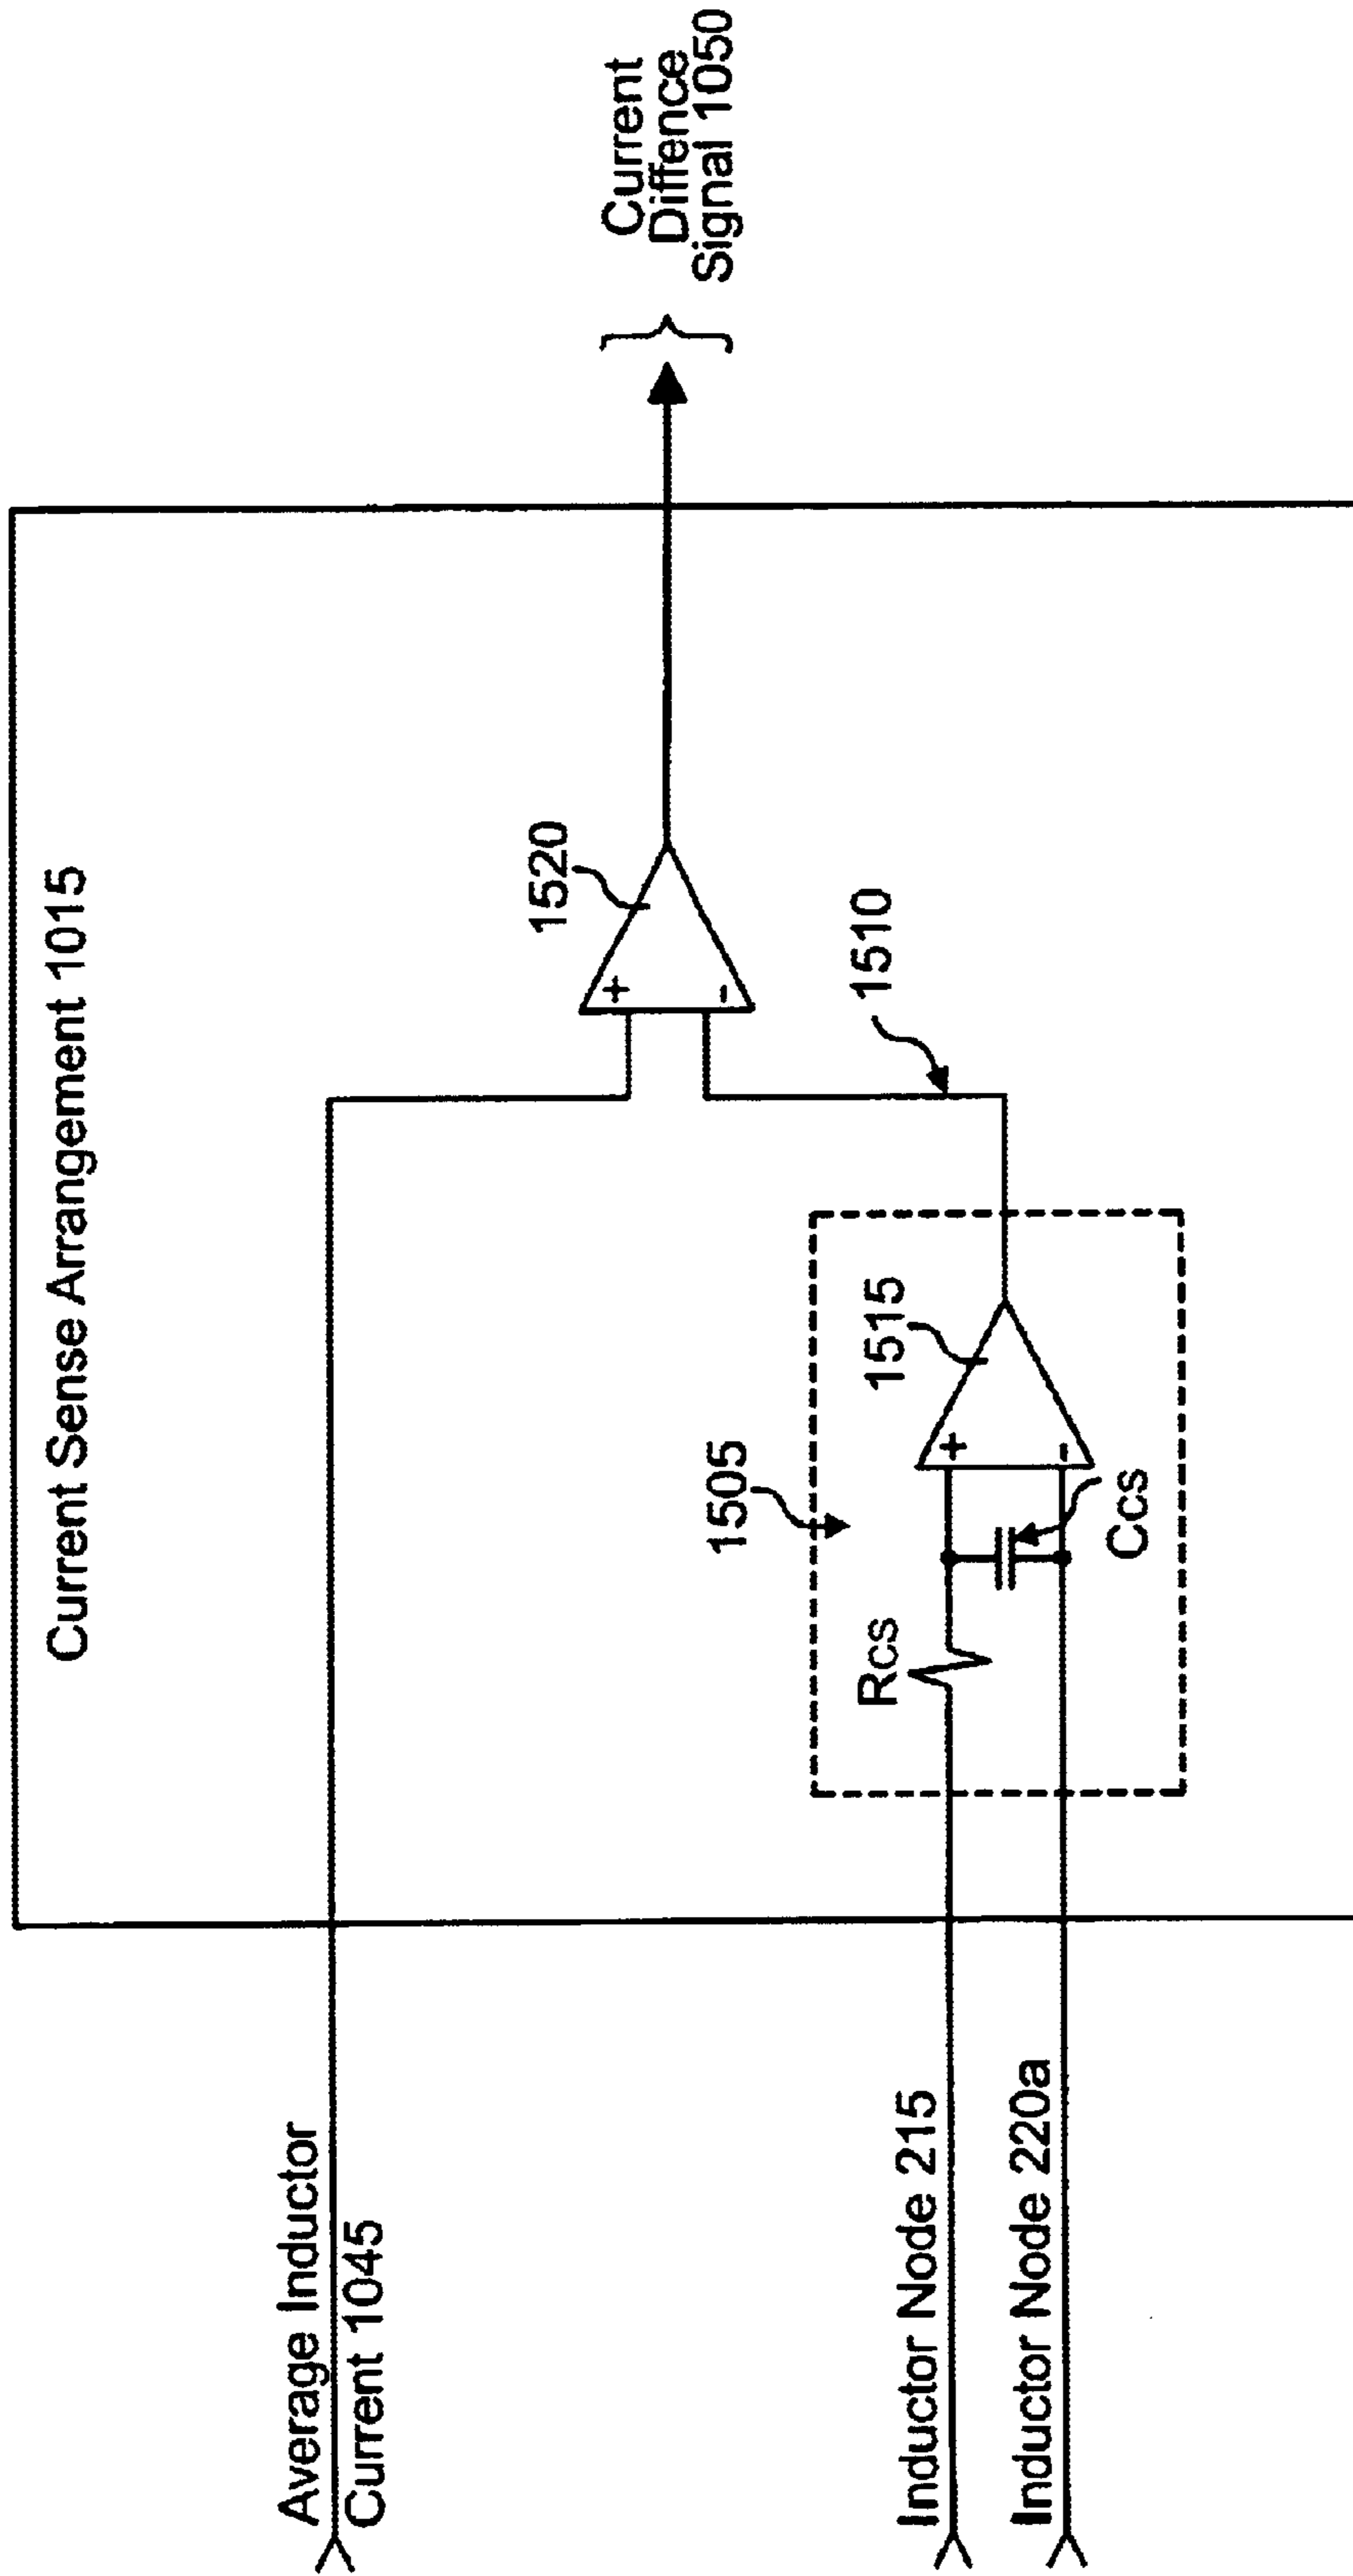 Current Sense Arrangement 1015
Average Inductor
Current 1045
1520
+
-
Current
Diffence
Signal 1050
1510
1505
1515
Rcs
+
-
Ccs
Inductor Node 215
Inductor Node 220a